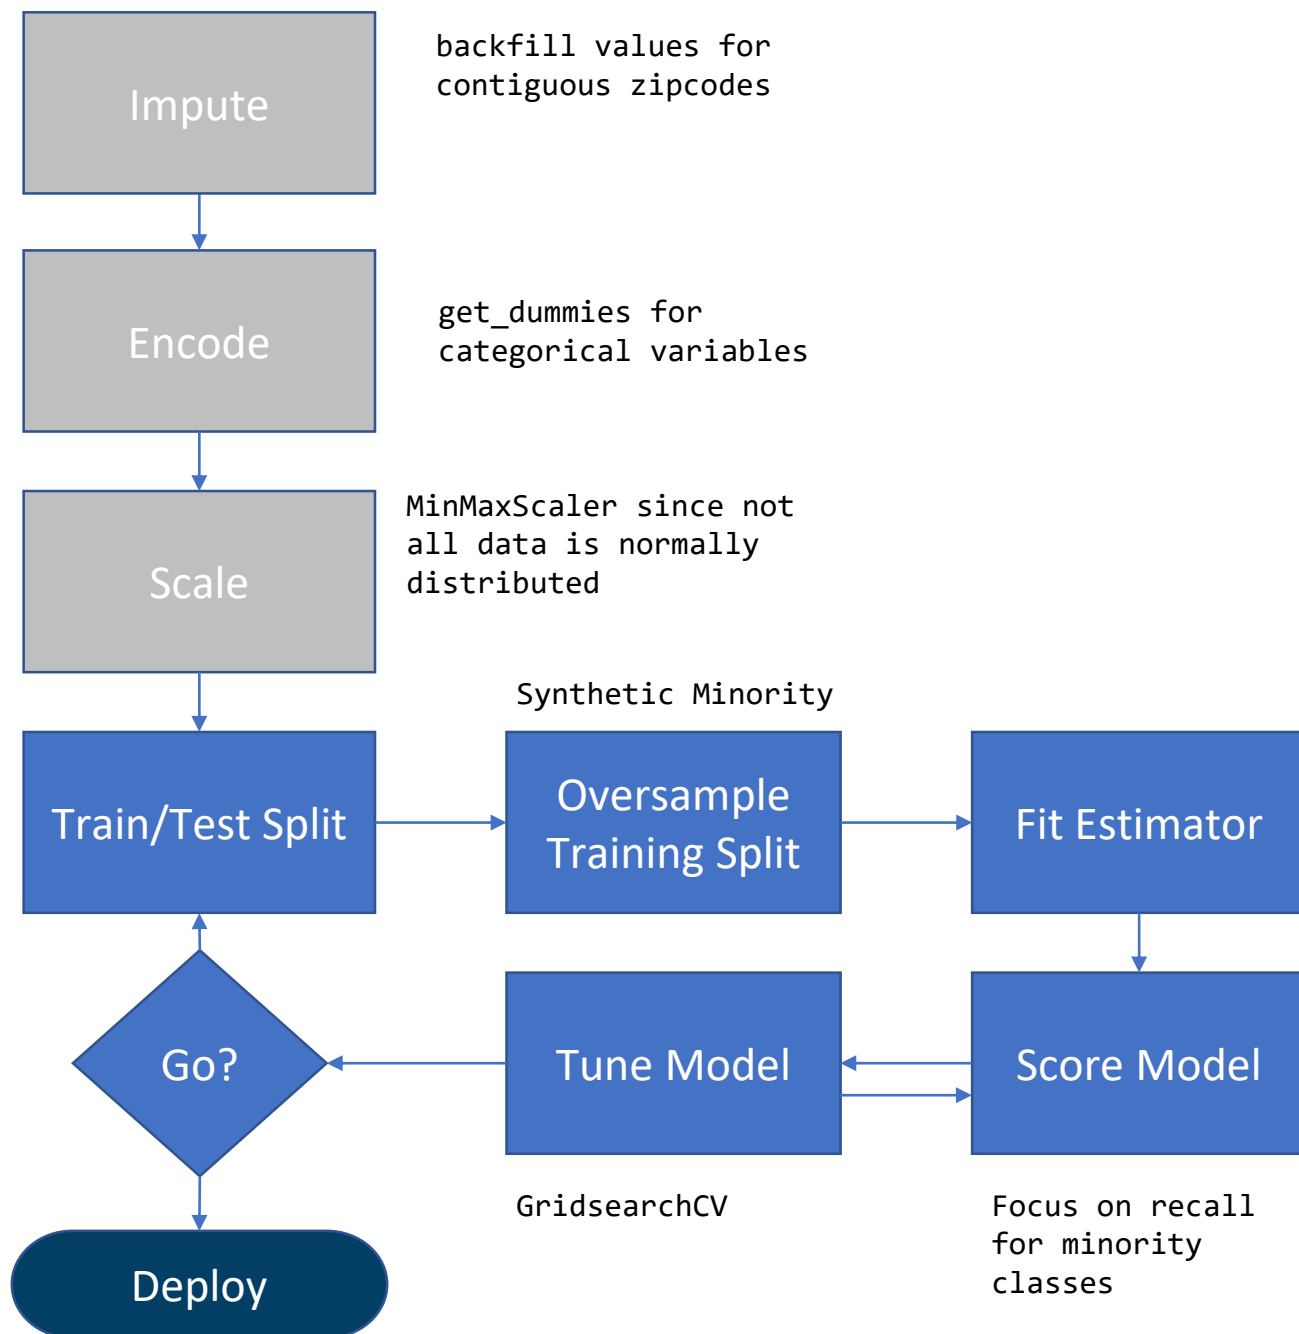 Impute
backfill values for
contiguous zipcodes
Encode
get_dummies for
categorical variables
Scale
MinMaxScaler since not
all data is normally
distributed
Synthetic Minority
Train/Test Split
Oversample
Training Split
Fit Estimator
Go?
Tune Model
Score Model
GridsearchCV
Focus on recall
for minority
classes
Deploy